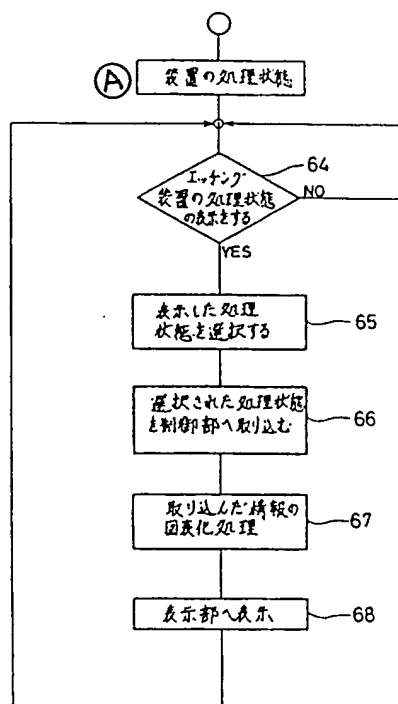 A
装置の処理状態
64
エッチング
装置の処理状態
の表示をする
NO
YES
表示した処理
状態を選択する
65
選択された処理状態
を制御部へ取り込む
66
取り込んだ情報の
図表化処理
67
表示部へ表示
68